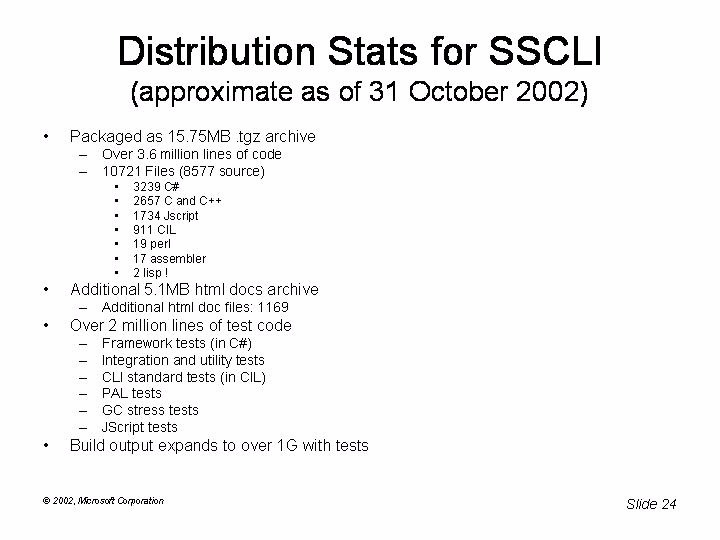 Distribution Stats for SSCLI
(approximate as of 31 October 2002)
• Packaged as 15.75MB .tgz archive
– Over 3.6 million lines of code
– 10721 Files (8577 source)
• 3239 C#
• 2657 C and C++
• 1734 Jscript
• 911 CIL
• 19 perl
• 17 assembler
• 2 lisp !
• Additional 5.1MB html docs archive
– Additional html doc files: 1169
• Over 2 million lines of test code
– Framework tests (in C#)
– Integration and utility tests
– CLI standard tests (in CIL)
– PAL tests
– GC stress tests
– JScript tests
• Build output expands to over 1G with tests
© 2002, Microsoft Corporation
Slide 24